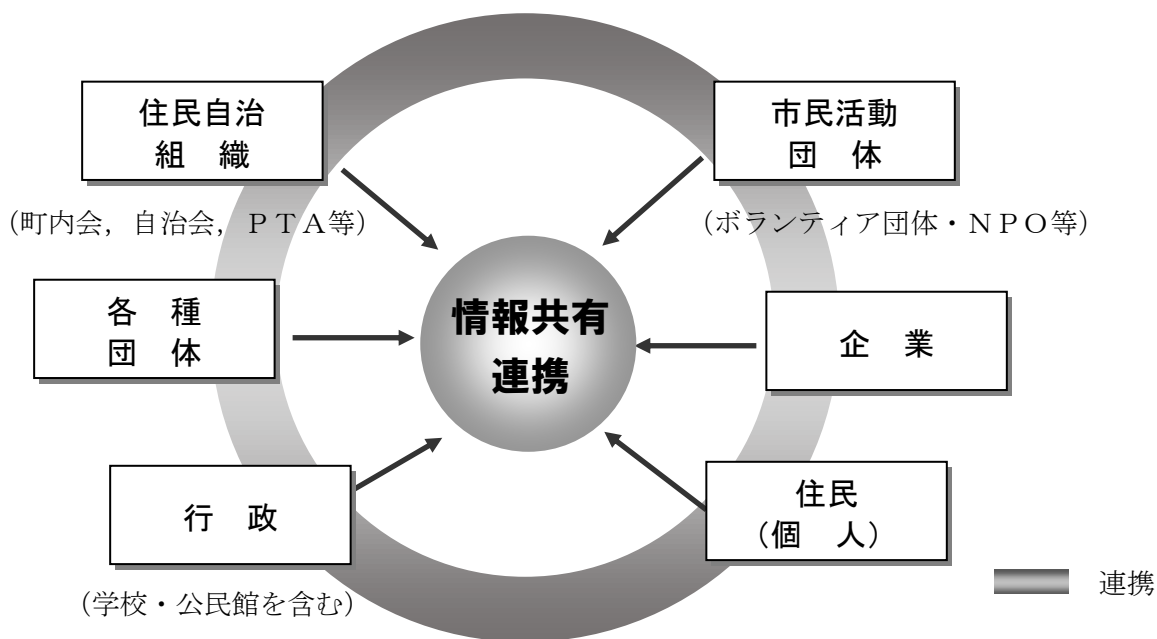 住民自治
組　織
市民活動
団　体
（町内会，自治会，ＰＴＡ等）
（ボランティア団体・ＮＰＯ等）
各　種
団　体
情報共有
連携
企　業
行　政
（学校・公民館を含む）
住民
（個　人）
連携